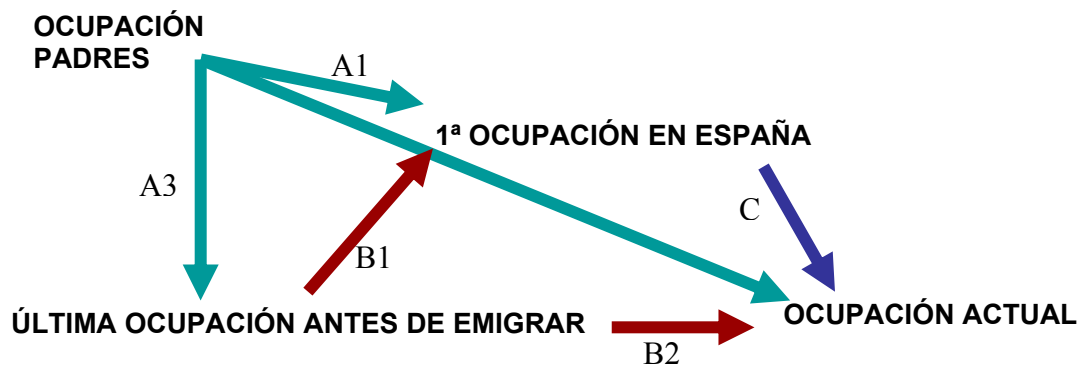 OCUPACIÓN
PADRES
A1
1ª OCUPACIÓN EN ESPAÑA
A3
C
B1
ÚLTIMA OCUPACIÓN ANTES DE EMIGRAR
OCUPACIÓN ACTUAL
B2